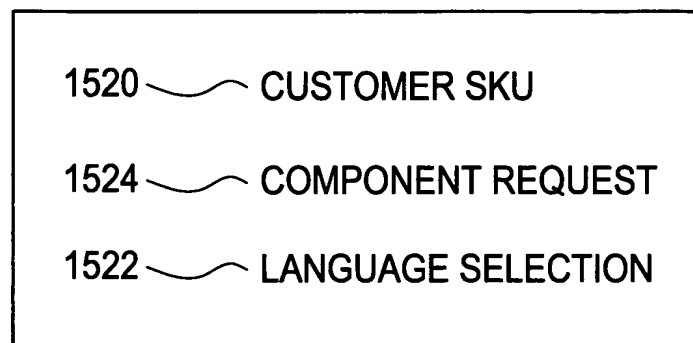 1520 CUSTOMER SKU
1524 COMPONENT REQUEST
1522 LANGUAGE SELECTION